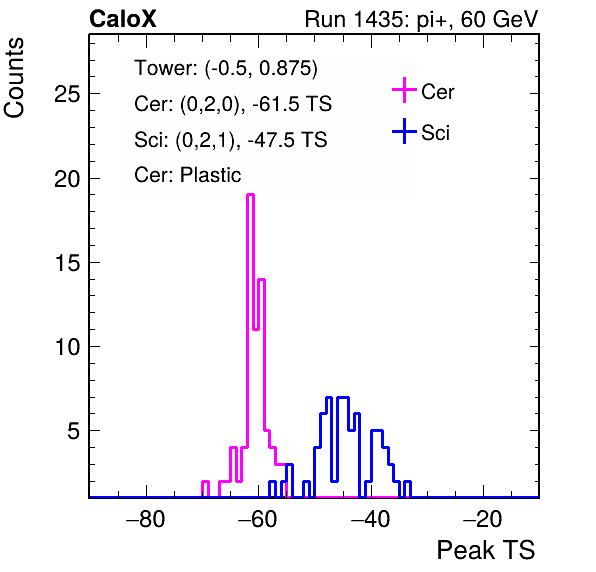 CaloX Run 1435: pi+, 60 GeV
Counts
Tower: (-0.5, 0.875)
Cer: (0,2,0), -61.5 TS
Sci: (0,2,1), -47.5 TS
Cer: Plastic
Cer
Sci
25
20
15
10
5
−80 −60 −40 −20
Peak TS